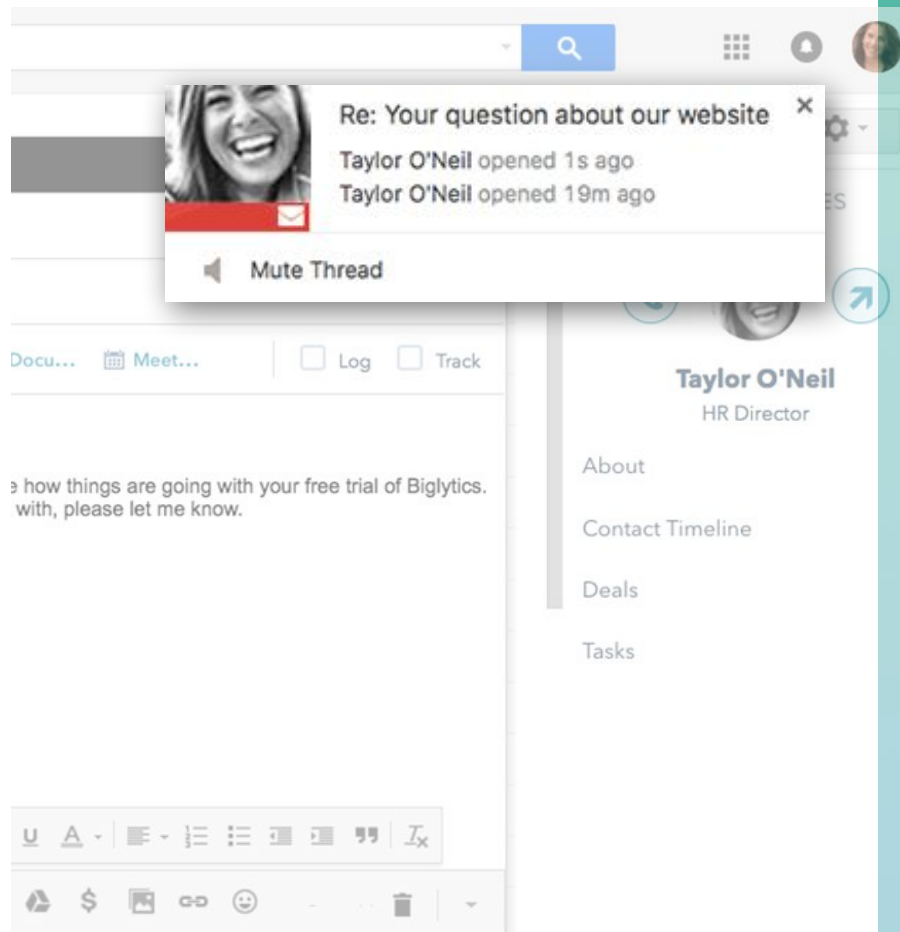 Re: Your question about our website
Taylor O'Neil opened 1s ago
Taylor O'Neil opened 19m ago
ES
Mute Thread
Docu... Meet... Log Track
Taylor O'Neil
HR Director
About
e how things are going with your free trial of Biglytics.
with, please let me know.
Contact Timeline
Deals
Tasks